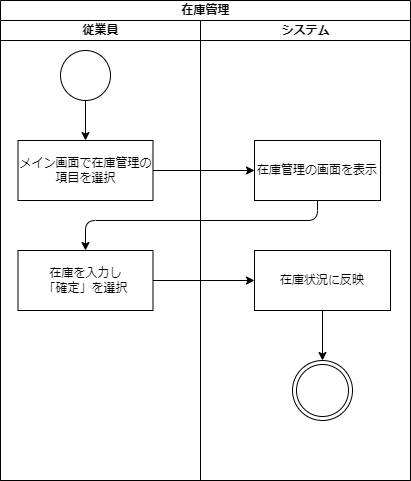 在庫管理
従業員
システム
メイン画面で在庫管理の
項目を選択
在庫管理の画面を表示
在庫を入力し
「確定」を選択
在庫状況に反映